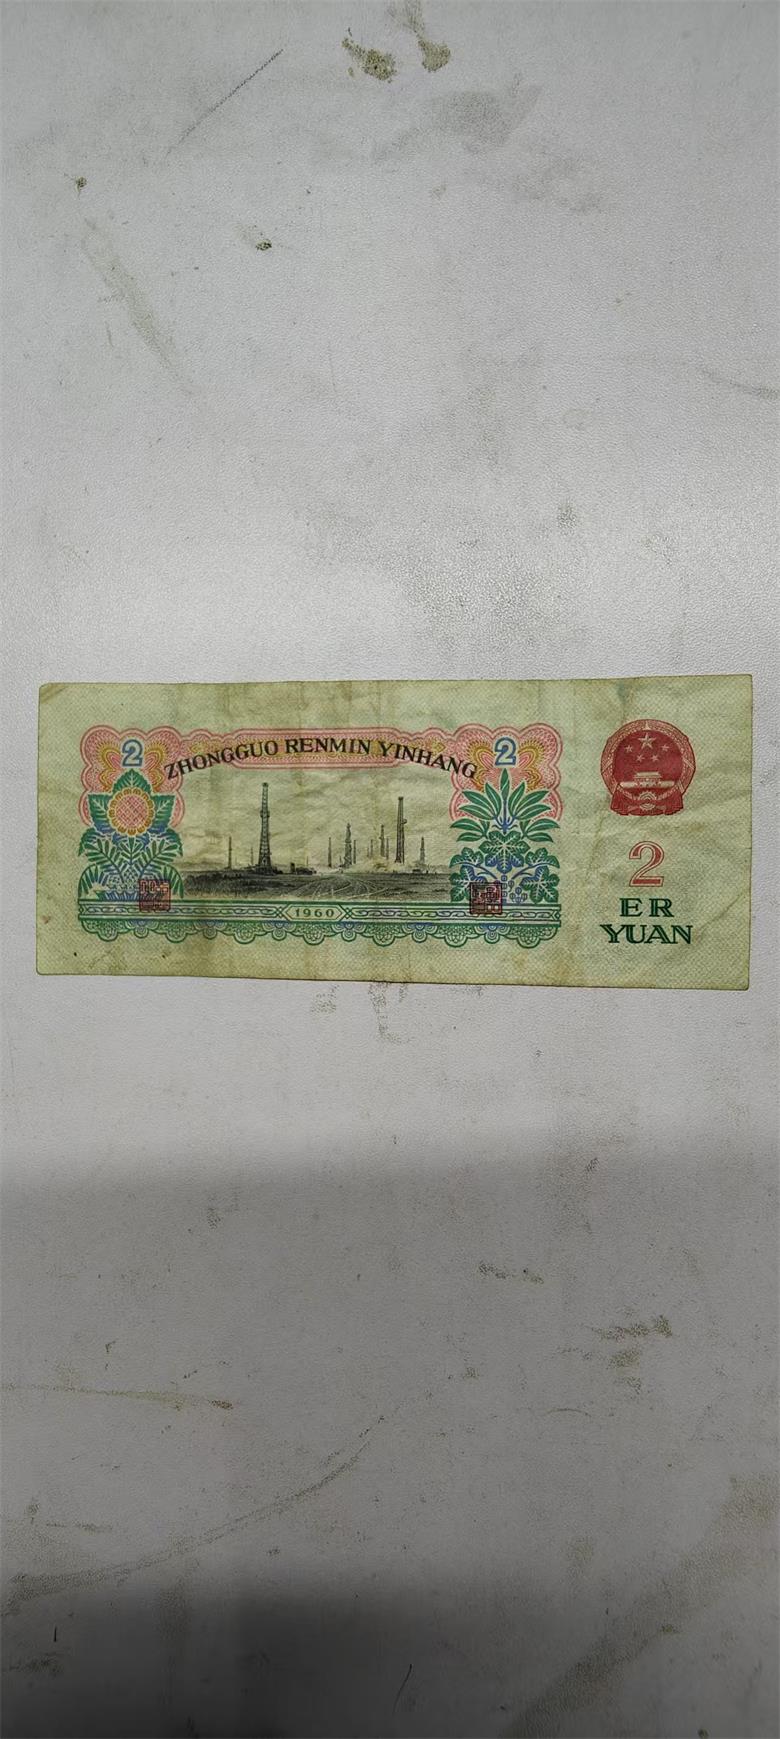 2
ZHONGGUO RENMIN YINHANG
2
1960
2
ER
YUAN